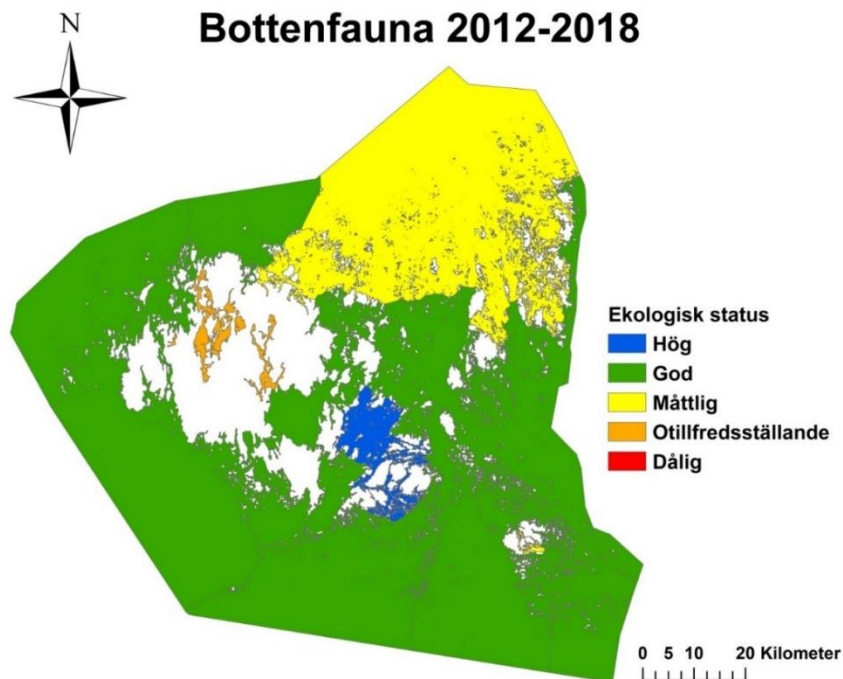 Bottenfauna 2012-2018
N
Ekologisk status
Hög
God
Måttlig
Otillfredsställande
Dålig
0 5 10 20 Kilometer